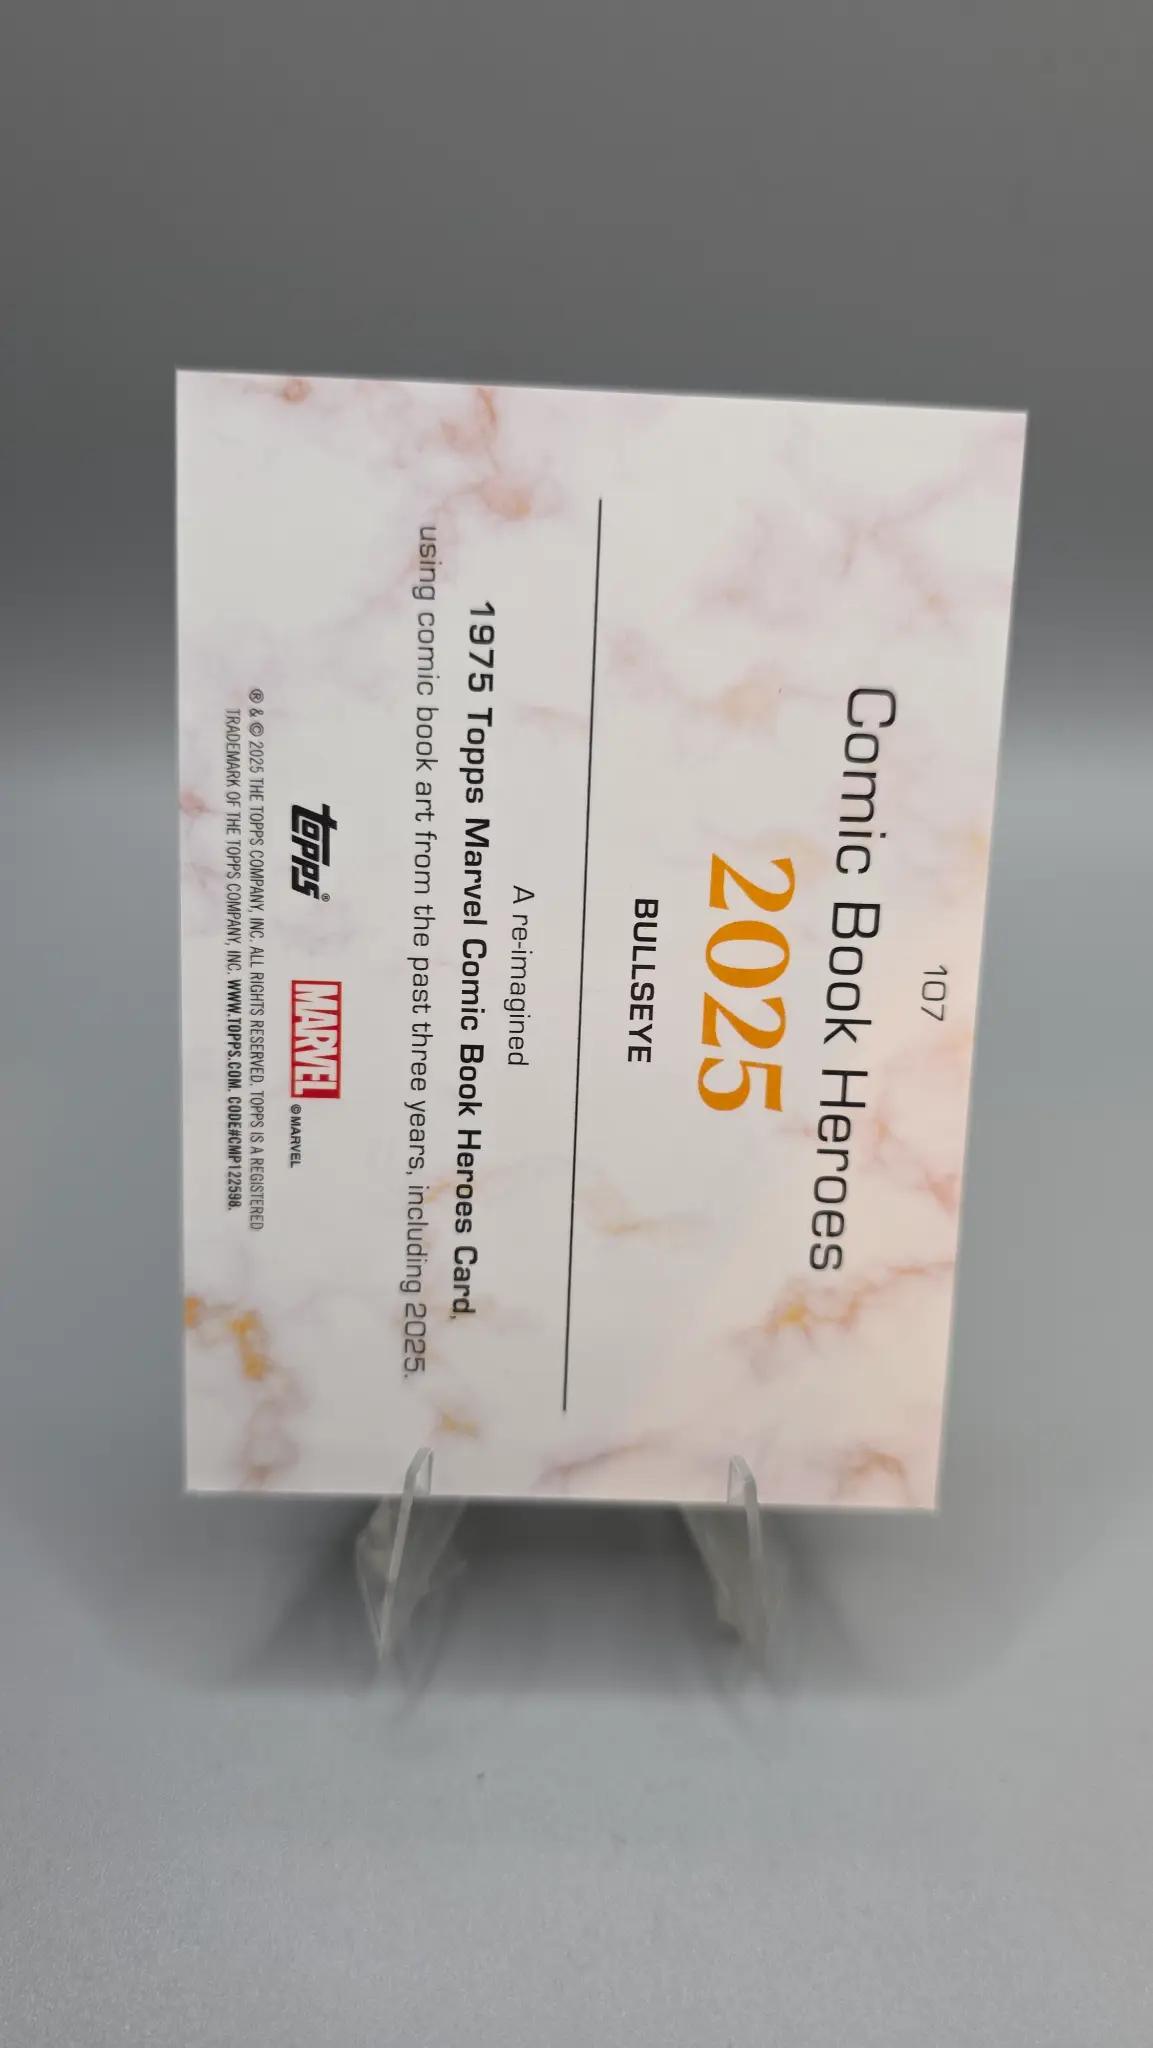 107
Comic Book Heroes
2025
BULLSEYE
A re-imagined
1975 Topps Marvel Comic Book Heroes Card,
using comic book art from the past three years, including 2025.
topps® MARVEL ©MARVEL
® & © 2025 THE TOPPS COMPANY, INC. ALL RIGHTS RESERVED. TOPPS IS A REGISTERED
TRADEMARK OF THE TOPPS COMPANY, INC. WWW.TOPPS.COM. CODE#CMP122598.